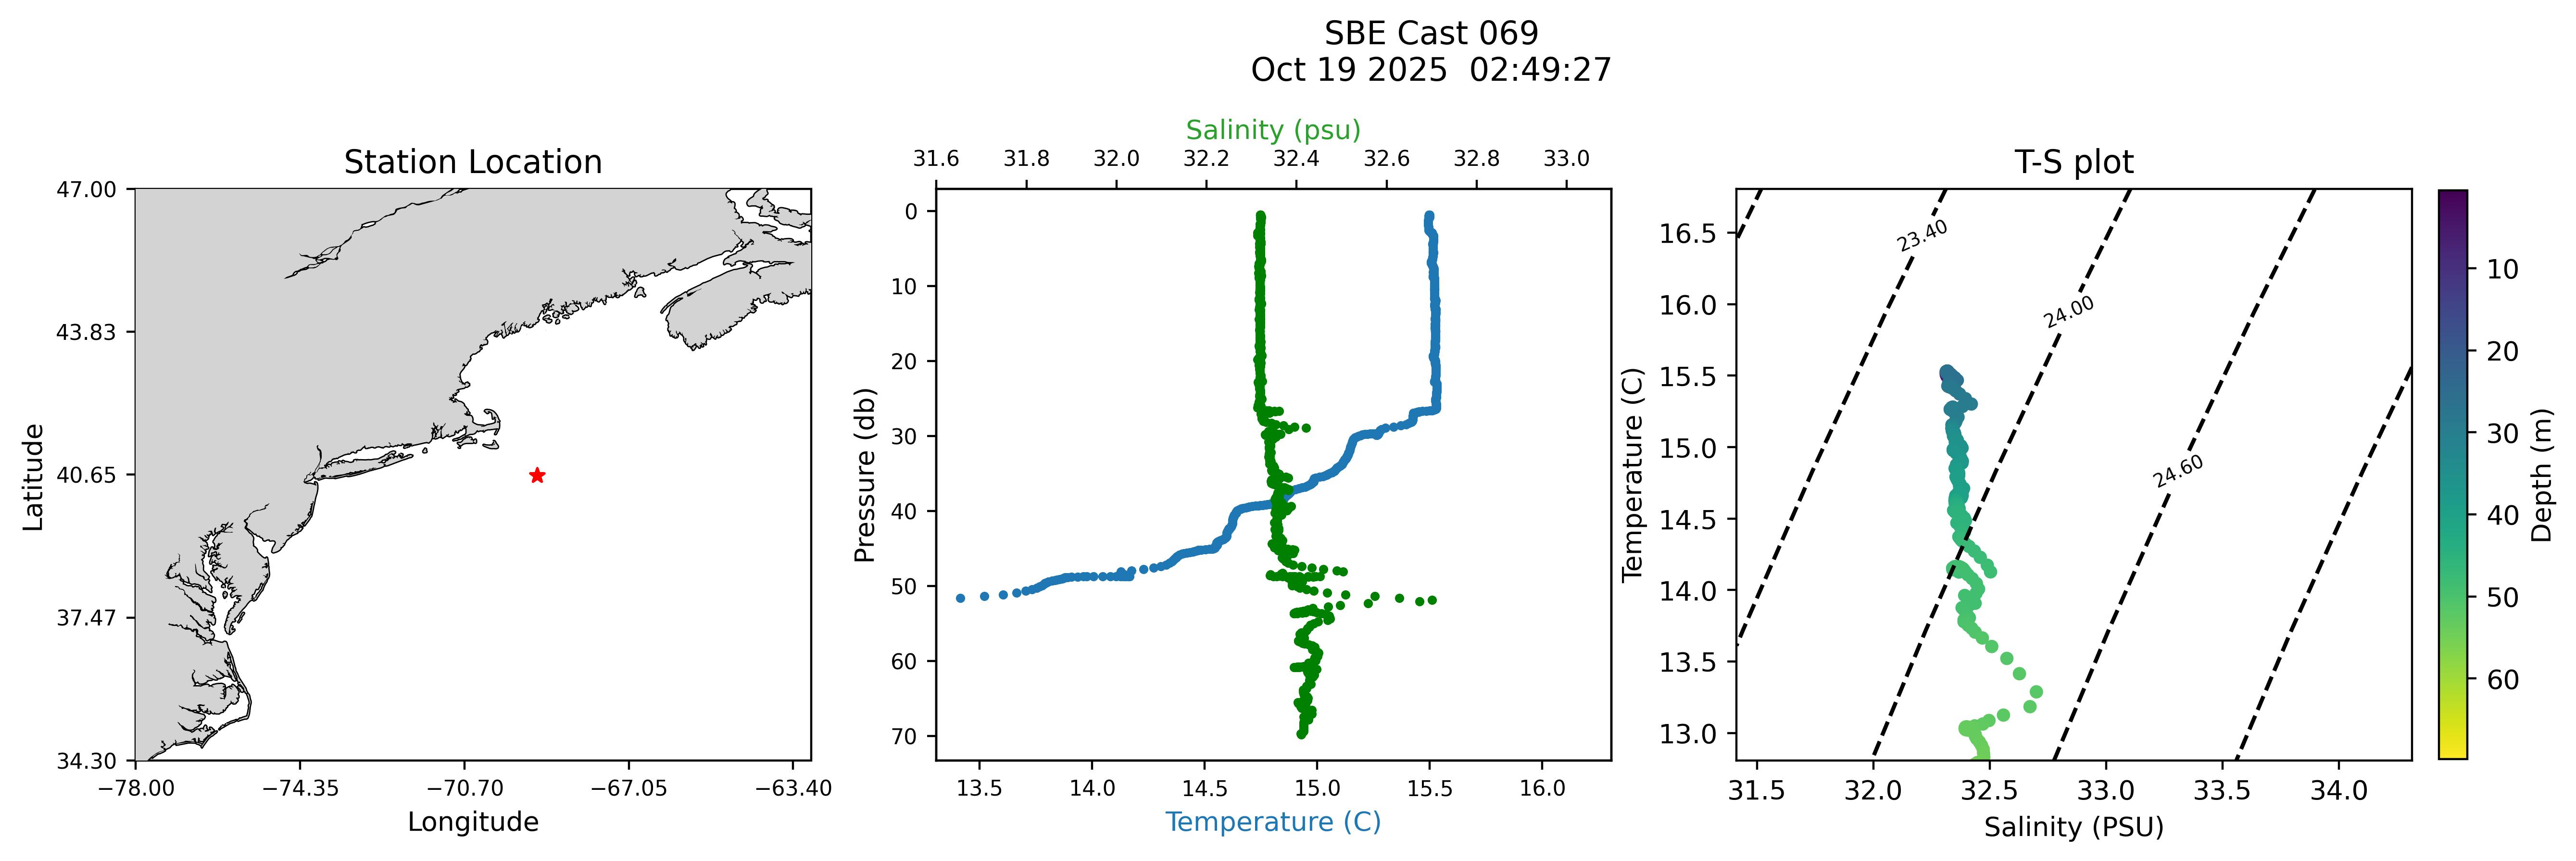 SBE Cast 069
Oct 19 2025  02:49:27
Station Location
47.00
43.83
40.65
37.47
34.30
Latitude
−78.00 −74.35 −70.70 −67.05 −63.40
Longitude
Salinity (psu)
31.6 31.8 32.0 32.2 32.4 32.6 32.8 33.0
0
10
20
30
40
50
60
70
Pressure (db)
13.5 14.0 14.5 15.0 15.5 16.0
Temperature (C)
T-S plot
16.5
16.0
15.5
15.0
14.5
14.0
13.5
13.0
Temperature (C)
23.40
24.00
24.60
31.5 32.0 32.5 33.0 33.5 34.0
Salinity (PSU)
10
20
30
40
50
60
Depth (m)